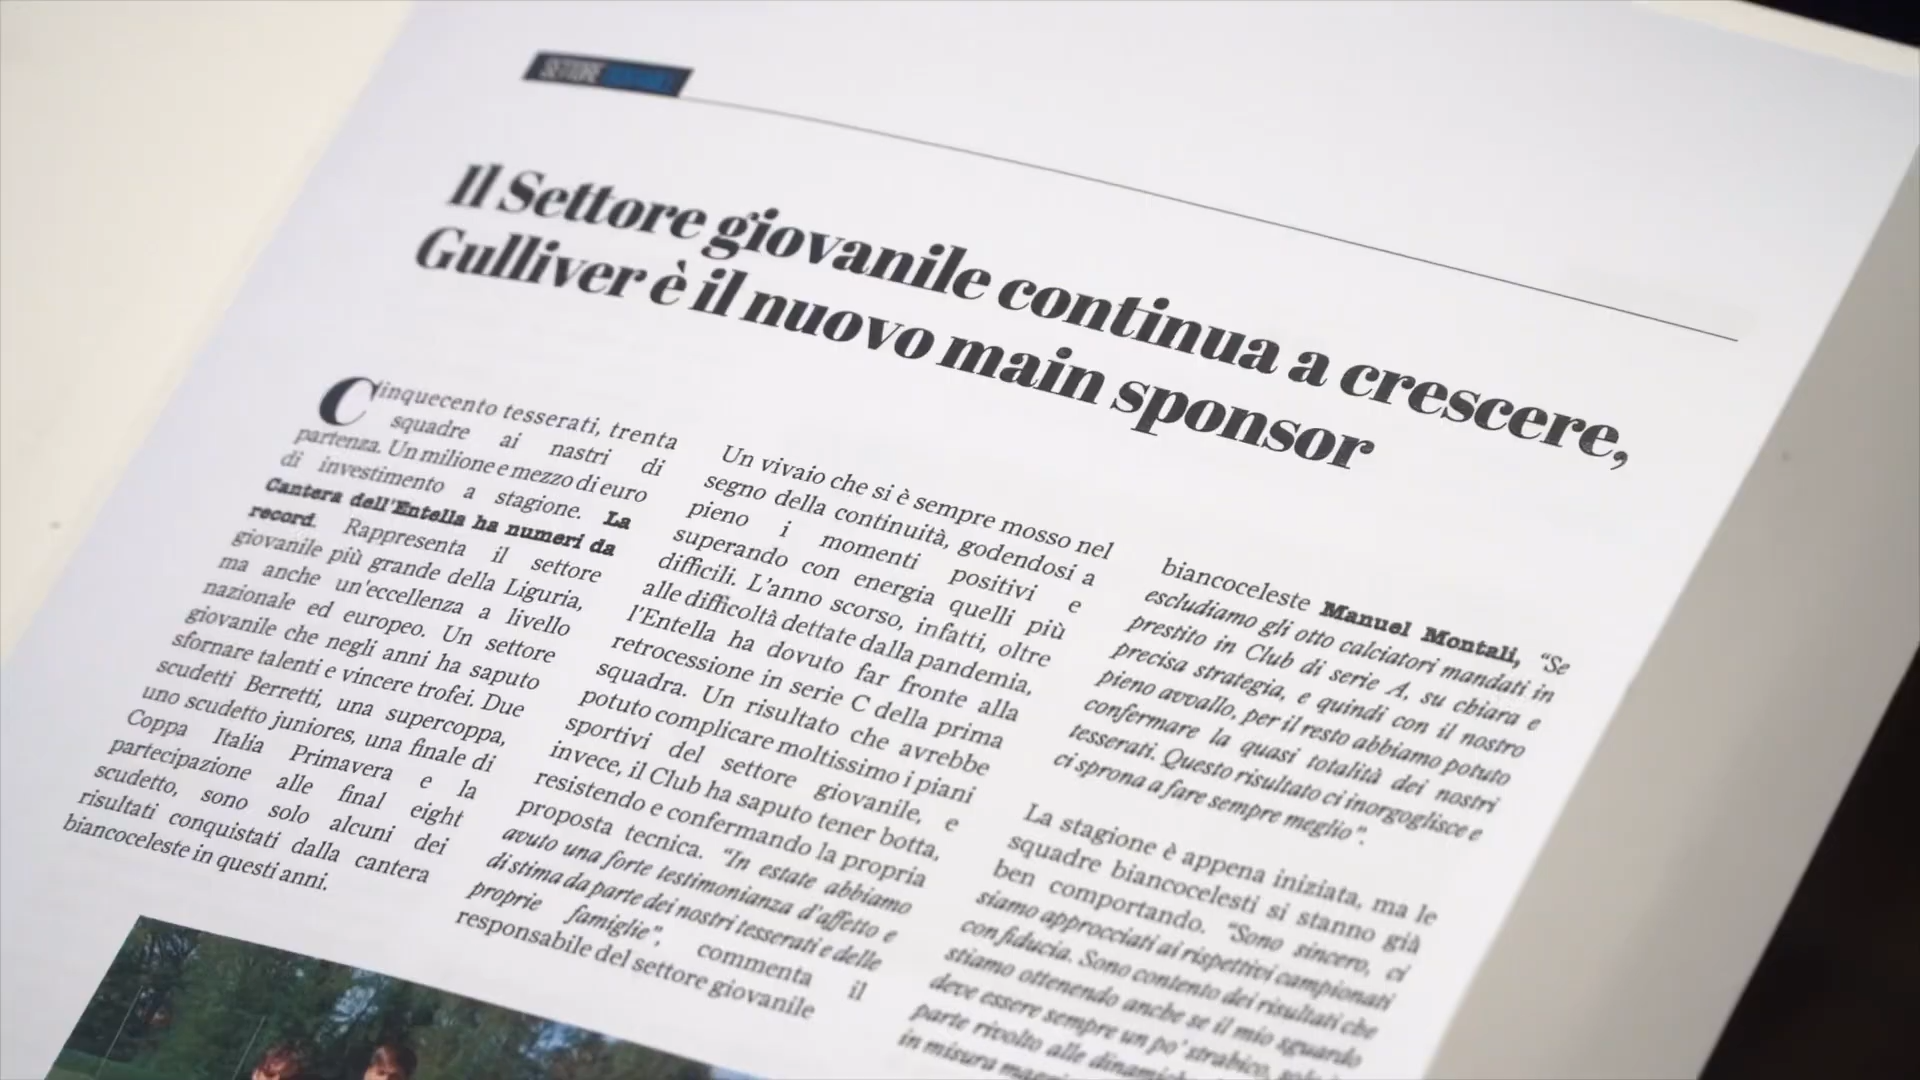 SETTORE GIOVANILE
Il Settore giovanile continua a crescere,
Gulliver è il nuovo main sponsor
Cinquecento tesserati, trenta
squadre ai nastri di
partenza. Un milione e mezzo di euro
di investimento a stagione. La
Cantera dell'Entella ha numeri da
record. Rappresenta il settore
giovanile più grande della Liguria,
ma anche un'eccellenza a livello
nazionale ed europeo. Un settore
giovanile che negli anni ha saputo
sfornare talenti e vincere trofei. Due
scudetti Berretti, una supercoppa,
uno scudetto juniores, una finale di
Coppa Italia Primavera e la
partecipazione alle final eight
scudetto, sono solo alcuni dei
risultati conquistati dalla cantera
biancoceleste in questi anni.
Un vivaio che si è sempre mosso nel
segno della continuità, godendosi a
pieno i momenti positivi e
superando con energia quelli più
difficili. L'anno scorso, infatti, oltre
alle difficoltà dettate dalla pandemia,
l'Entella ha dovuto far fronte alla
retrocessione in serie C della prima
squadra. Un risultato che avrebbe
potuto complicare moltissimo i piani
sportivi del settore giovanile, e
invece, il Club ha saputo tener botta,
resistendo e confermando la propria
proposta tecnica. “In estate abbiamo
avuto una forte testimonianza d'affetto e
di stima da parte dei nostri tesserati e delle
proprie famiglie”, commenta il
responsabile del settore giovanile
biancoceleste Manuel Montali, “Se
escludiamo gli otto calciatori mandati in
prestito in Club di serie A, su chiara e
precisa strategia, e quindi con il nostro
pieno avvallo, per il resto abbiamo potuto
confermare la quasi totalità dei nostri
tesserati. Questo risultato ci inorgoglisce e
ci sprona a fare sempre meglio”.
La stagione è appena iniziata, ma le
squadre biancocelesti si stanno già
ben comportando. “Sono sincero, ci
siamo approcciati ai rispettivi campionati
con fiducia. Sono contento dei risultati che
stiamo ottenendo anche se il mio sguardo
deve essere sempre un po' strabico, solo
parte rivolto alle dinamiche
in misura